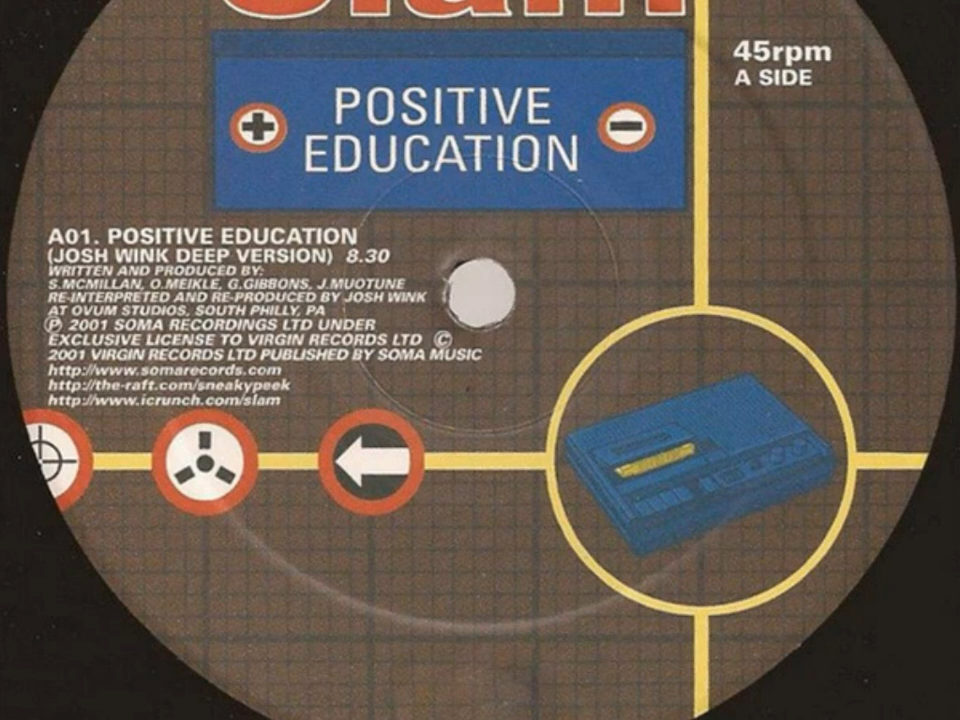 Slam
POSITIVE
EDUCATION
45rpm
A SIDE
A01. POSITIVE EDUCATION
(JOSH WINK DEEP VERSION) 8.30
WRITTEN AND PRODUCED BY:
S.MCMILLAN, O.MEIKLE, G.GIBBONS, J.MUOTUNE
RE-INTERPRETED AND RE-PRODUCED BY JOSH WINK
AT OVUM STUDIOS, SOUTH PHILLY, PA
Ⓟ 2001 SOMA RECORDINGS LTD UNDER
EXCLUSIVE LICENSE TO VIRGIN RECORDS LTD ©
2001 VIRGIN RECORDS LTD PUBLISHED BY SOMA MUSIC
http://www.somarecords.com
http://the-raft.com/sneakypeek
http://www.icrunch.com/slam